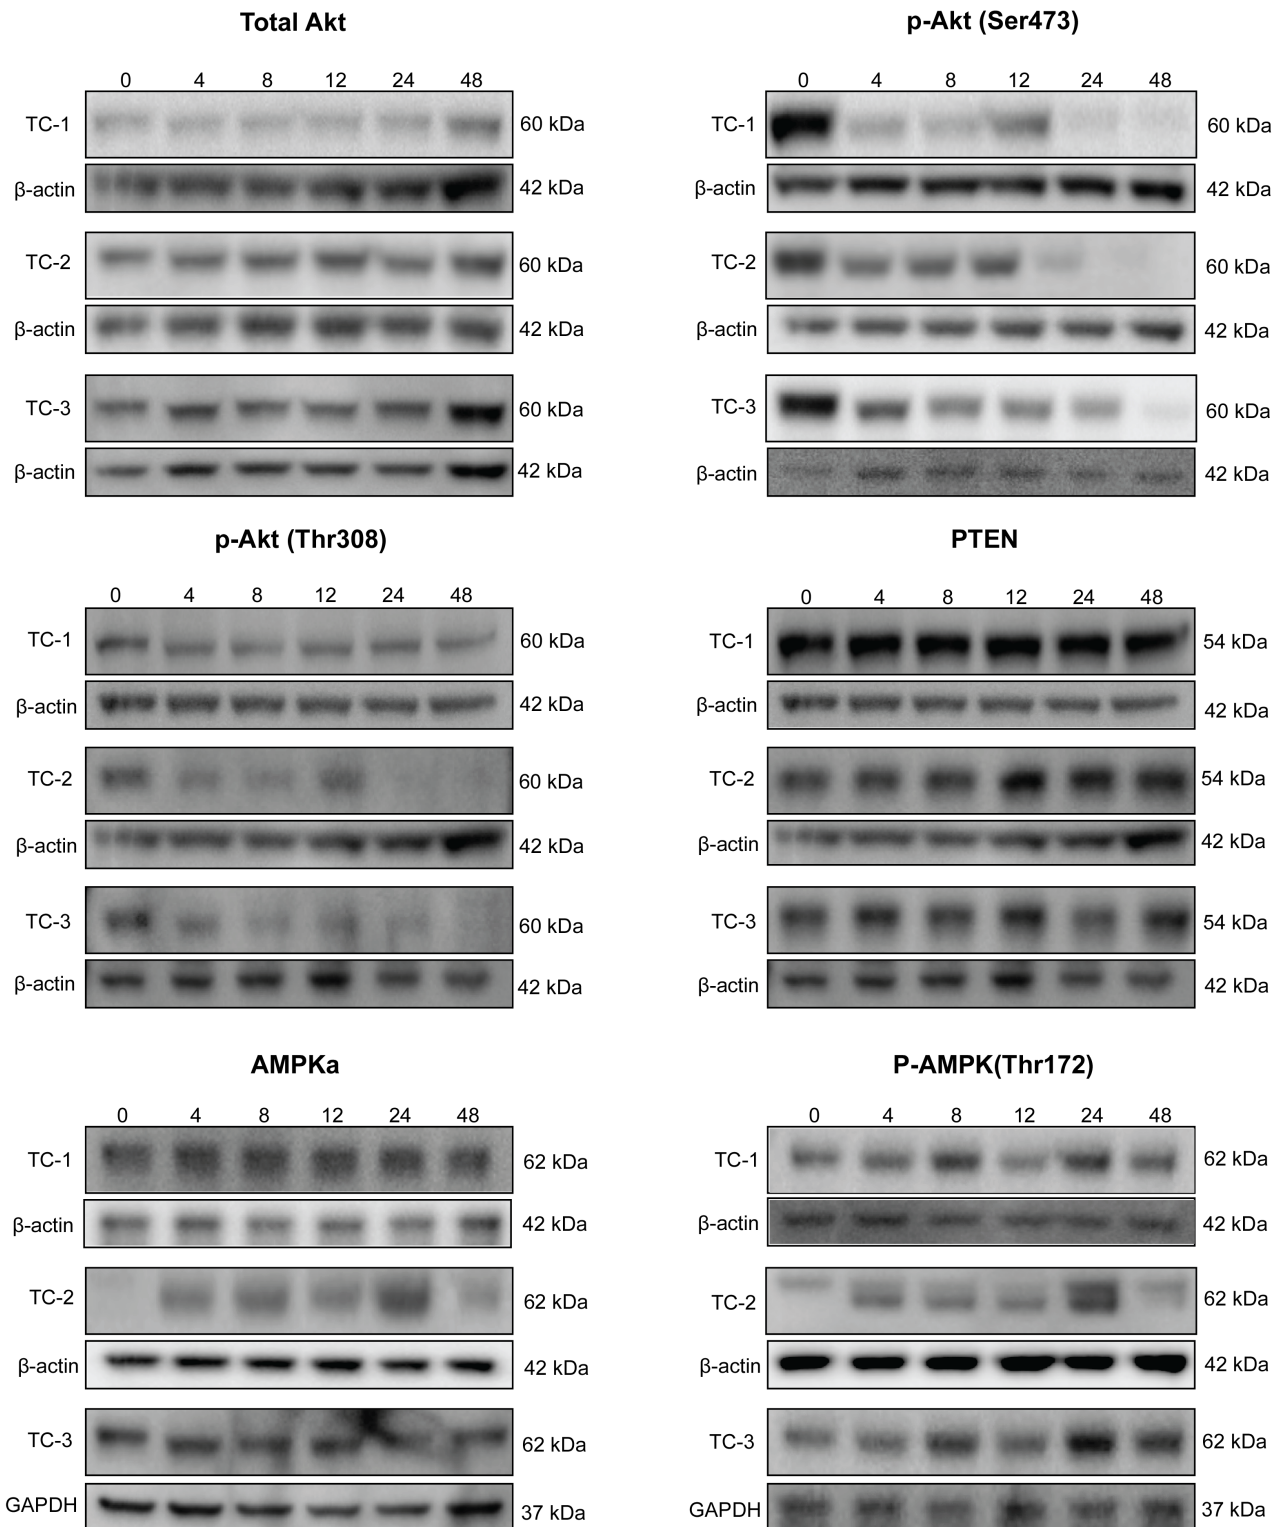 Total Akt
0 4 8 12 24 48
TC-1 60 kDa
β-actin 42 kDa
TC-2 60 kDa
β-actin 42 kDa
TC-3 60 kDa
β-actin 42 kDa
p-Akt (Ser473)
0 4 8 12 24 48
TC-1 60 kDa
β-actin 42 kDa
TC-2 60 kDa
β-actin 42 kDa
TC-3 60 kDa
β-actin 42 kDa
p-Akt (Thr308)
0 4 8 12 24 48
TC-1 60 kDa
β-actin 42 kDa
TC-2 60 kDa
β-actin 42 kDa
TC-3 60 kDa
β-actin 42 kDa
PTEN
0 4 8 12 24 48
TC-1 54 kDa
β-actin 42 kDa
TC-2 54 kDa
β-actin 42 kDa
TC-3 54 kDa
β-actin 42 kDa
AMPKa
0 4 8 12 24 48
TC-1 62 kDa
β-actin 42 kDa
TC-2 62 kDa
β-actin 42 kDa
TC-3 62 kDa
GAPDH 37 kDa
P-AMPK(Thr172)
0 4 8 12 24 48
TC-1 62 kDa
β-actin 42 kDa
TC-2 62 kDa
β-actin 42 kDa
TC-3 62 kDa
GAPDH 37 kDa